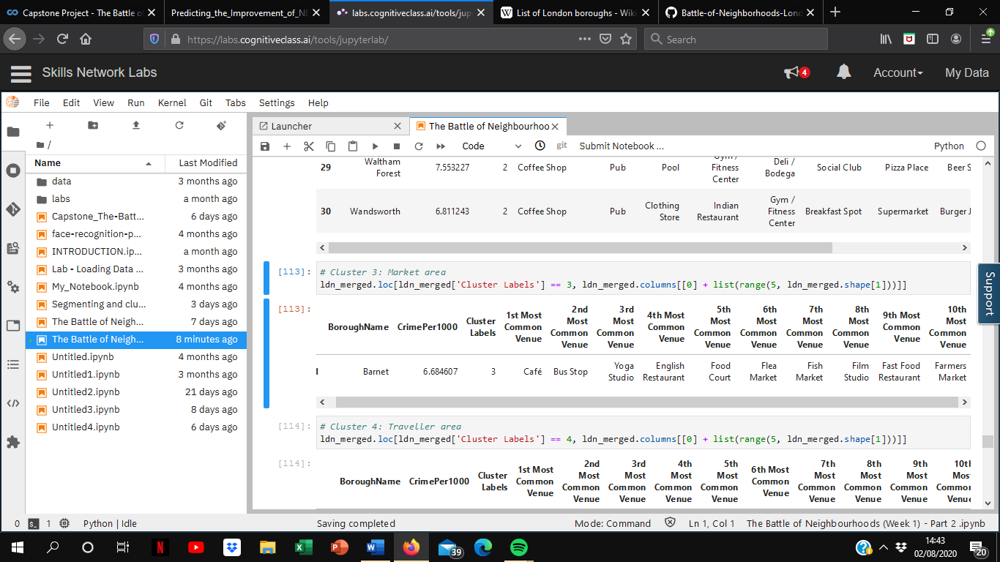 Capstone Project - The Battle of
Predicting_the_Improvement_of_NB
labs.cognitiveclass.ai/tools/jup
List of London boroughs - Wiki
Battle-of-Neighborhoods-Lond
https://labs.cognitiveclass.ai/tools/jupyterlab/
Search
Skills Network Labs
4
Account
My Data
File Edit View Run Kernel Git Tabs Settings Help
Launcher
The Battle of Neighbourhoo
/
Code
git
Submit Notebook ...
Python
Name
Last Modified
data 3 months ago
labs a month ago
Capstone_The-Batt... 6 days ago
face-recognition-p... 4 months ago
INTRODUCTION.ip... a month ago
Lab - Loading Data ... 3 months ago
My_Notebook.ipynb 4 months ago
Segmenting and clu... 3 days ago
The Battle of Neigh... 7 days ago
The Battle of Neigh... 8 minutes ago
Untitled.ipynb 4 months ago
Untitled1.ipynb 3 months ago
Untitled2.ipynb 21 days ago
Untitled3.ipynb 8 days ago
Untitled4.ipynb 6 days ago
29 Waltham Forest 7.553227 2 Coffee Shop Pub Pool Gym / Fitness Center Deli / Bodega Social Club Pizza Place Beer S
30 Wandsworth 6.811243 2 Coffee Shop Pub Clothing Store Indian Restaurant Gym / Fitness Center Breakfast Spot Supermarket Burger J
[113]:
# Cluster 3: Market area
ldn_merged.loc[ldn_merged['Cluster Labels'] == 3, ldn_merged.columns[[0] + list(range(5, ldn_merged.shape[1]))]]
[113]:
BoroughName CrimePer1000 Cluster Labels 1st Most Common Venue 2nd Most Common Venue 3rd Most Common Venue 4th Most Common Venue 5th Most Common Venue 6th Most Common Venue 7th Most Common Venue 8th Most Common Venue 9th Most Common Venue 10th Most Common Venue
1 Barnet 6.684607 3 Café Bus Stop Yoga Studio English Restaurant Food Court Flea Market Fish Market Film Studio Fast Food Restaurant Farmers Market
[114]:
# Cluster 4: Traveller area
ldn_merged.loc[ldn_merged['Cluster Labels'] == 4, ldn_merged.columns[[0] + list(range(5, ldn_merged.shape[1]))]]
[114]:
BoroughName CrimePer1000 Cluster Labels 1st Most Common Venue 2nd Most Common Venue 3rd Most Common Venue 4th Most Common Venue 5th Most Common Venue 6th Most Common Venue 7th Most Common Venue 8th Most Common Venue 9th Most Common Venue 10th Most Common Venue
Support
0
1
Python | Idle
Saving completed
Mode: Command
Ln 1, Col 1
The Battle of Neighbourhoods (Week 1) - Part 2 .ipynb
39
14:43
02/08/2020
20